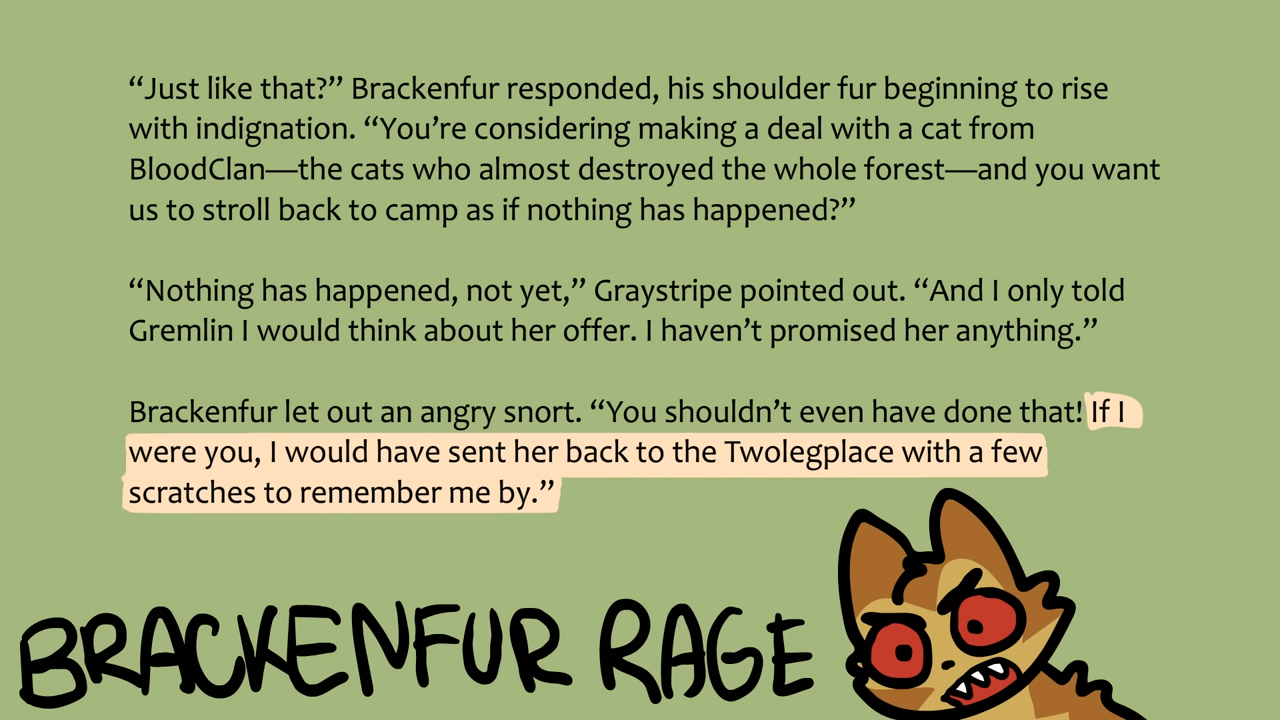 “Just like that?” Brackenfur responded, his shoulder fur beginning to rise
with indignation. “You’re considering making a deal with a cat from
BloodClan—the cats who almost destroyed the whole forest—and you want
us to stroll back to camp as if nothing has happened?”
“Nothing has happened, not yet,” Graystripe pointed out. “And I only told
Gremlin I would think about her offer. I haven’t promised her anything.”
Brackenfur let out an angry snort. “You shouldn’t even have done that! If I
were you, I would have sent her back to the Twolegplace with a few
scratches to remember me by.”
BRACKENFUR RAGE